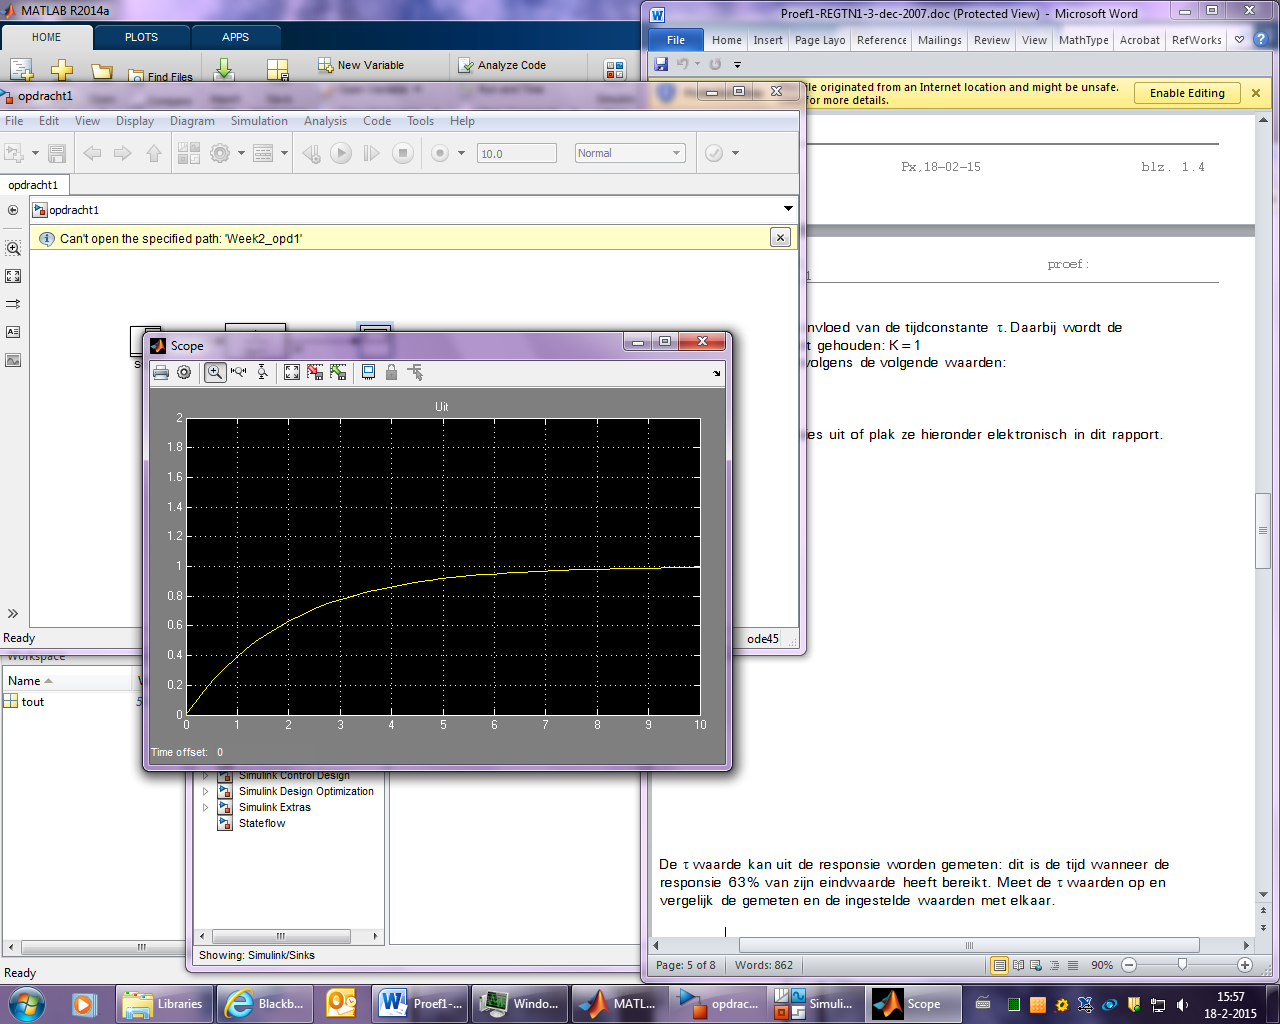 MATLAB R2014a
HOME
PLOTS
APPS
Find Files
New Variable
Analyze Code
opdracht1
File Edit View Display Diagram Simulation Analysis Code Tools Help
10.0
Normal
opdracht1
opdracht1
Can't open the specified path: 'Week2_opd1'
Scope
Uit
2
1.8
1.6
1.4
1.2
1
0.8
0.6
0.4
0.2
0
0 1 2 3 4 5 6 7 8 9 10
Time offset: 0
Ready
ode45
Workspace
Name
tout
Simulink Control Design
Simulink Design Optimization
Simulink Extras
Stateflow
Showing: Simulink/Sinks
Ready
Proef1-REGTN1-3-dec-2007.doc (Protected View) - Microsoft Word
File Home Insert Page Layo Reference Mailings Review View MathType Acrobat RefWorks
ile originated from an Internet location and might be unsafe.
for more details.
Enable Editing
Px,18-02-15 blz. 1.4
proef:
1
nvloed van de tijdconstante τ. Daarbij wordt de
t gehouden: K = 1
volgens de volgende waarden:
es uit of plak ze hieronder elektronisch in dit rapport.
De τ waarde kan uit de responsie worden gemeten: dit is de tijd wanneer de
responsie 63% van zijn eindwaarde heeft bereikt. Meet de τ waarden op en
vergelijk de gemeten en de ingestelde waarden met elkaar.
Page: 5 of 8 Words: 862 90%
Libraries
Blackb...
Proef1-...
Windo...
MATL...
opdrac...
Simuli...
Scope
15:57
18-2-2015